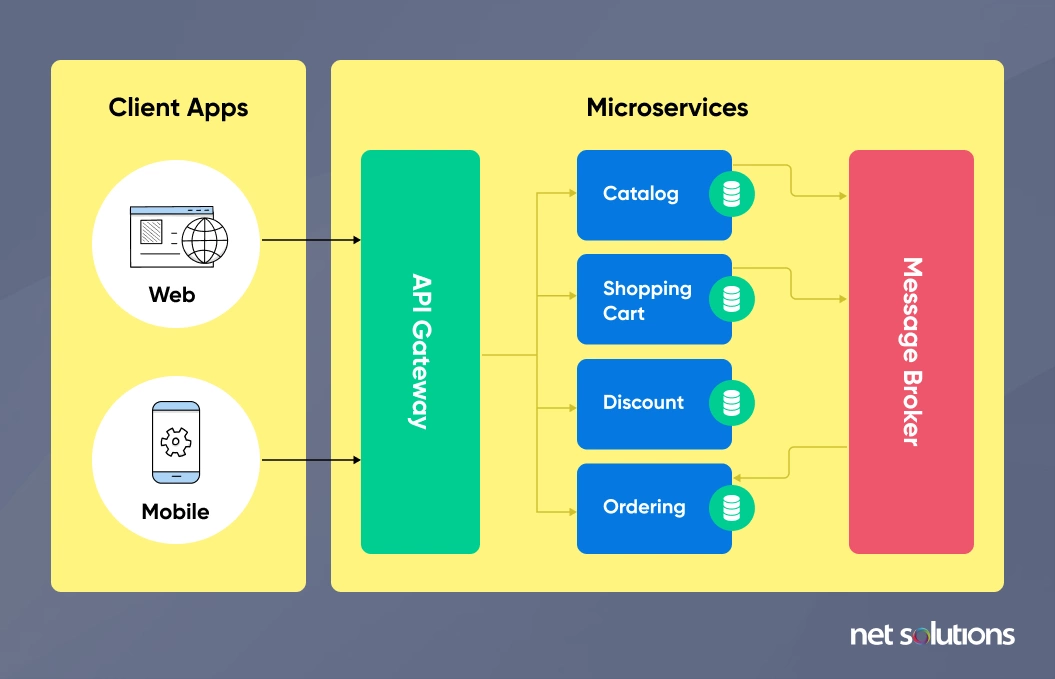 Client Apps
Web
Mobile
Microservices
API Gateway
Catalog
Shopping
Cart
Discount
Ordering
Message Broker
net solutions